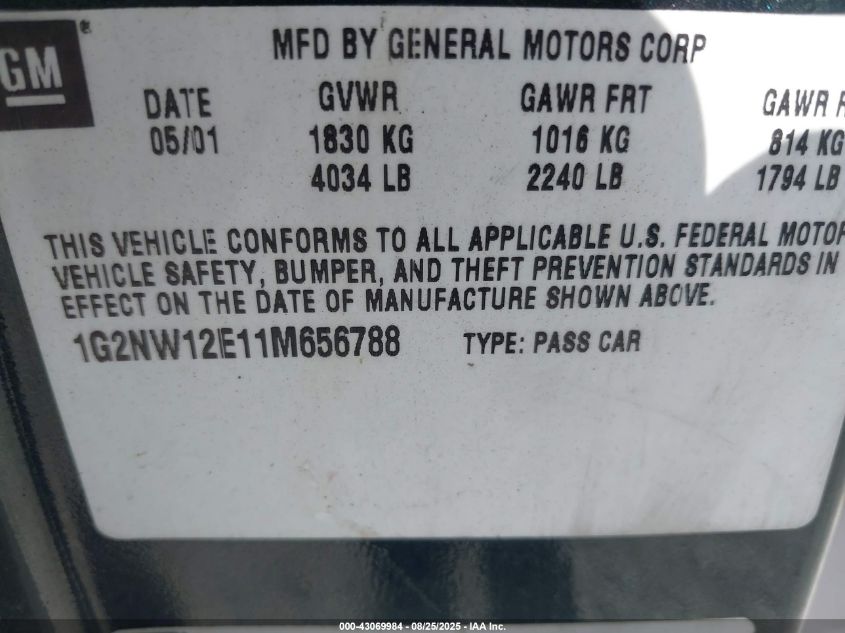 GM
MFD BY GENERAL MOTORS CORP
DATE GVWR GAWR FRT GAWR
05/01 1830 KG 1016 KG 814 KG
4034 LB 2240 LB 1794 LB
THIS VEHICLE CONFORMS TO ALL APPLICABLE U.S. FEDERAL MOTOR
VEHICLE SAFETY, BUMPER, AND THEFT PREVENTION STANDARDS IN
EFFECT ON THE DATE OF MANUFACTURE SHOWN ABOVE.
1G2NW12E11M656788 TYPE: PASS CAR
000-43069984 - 08/25/2025 - IAA Inc.